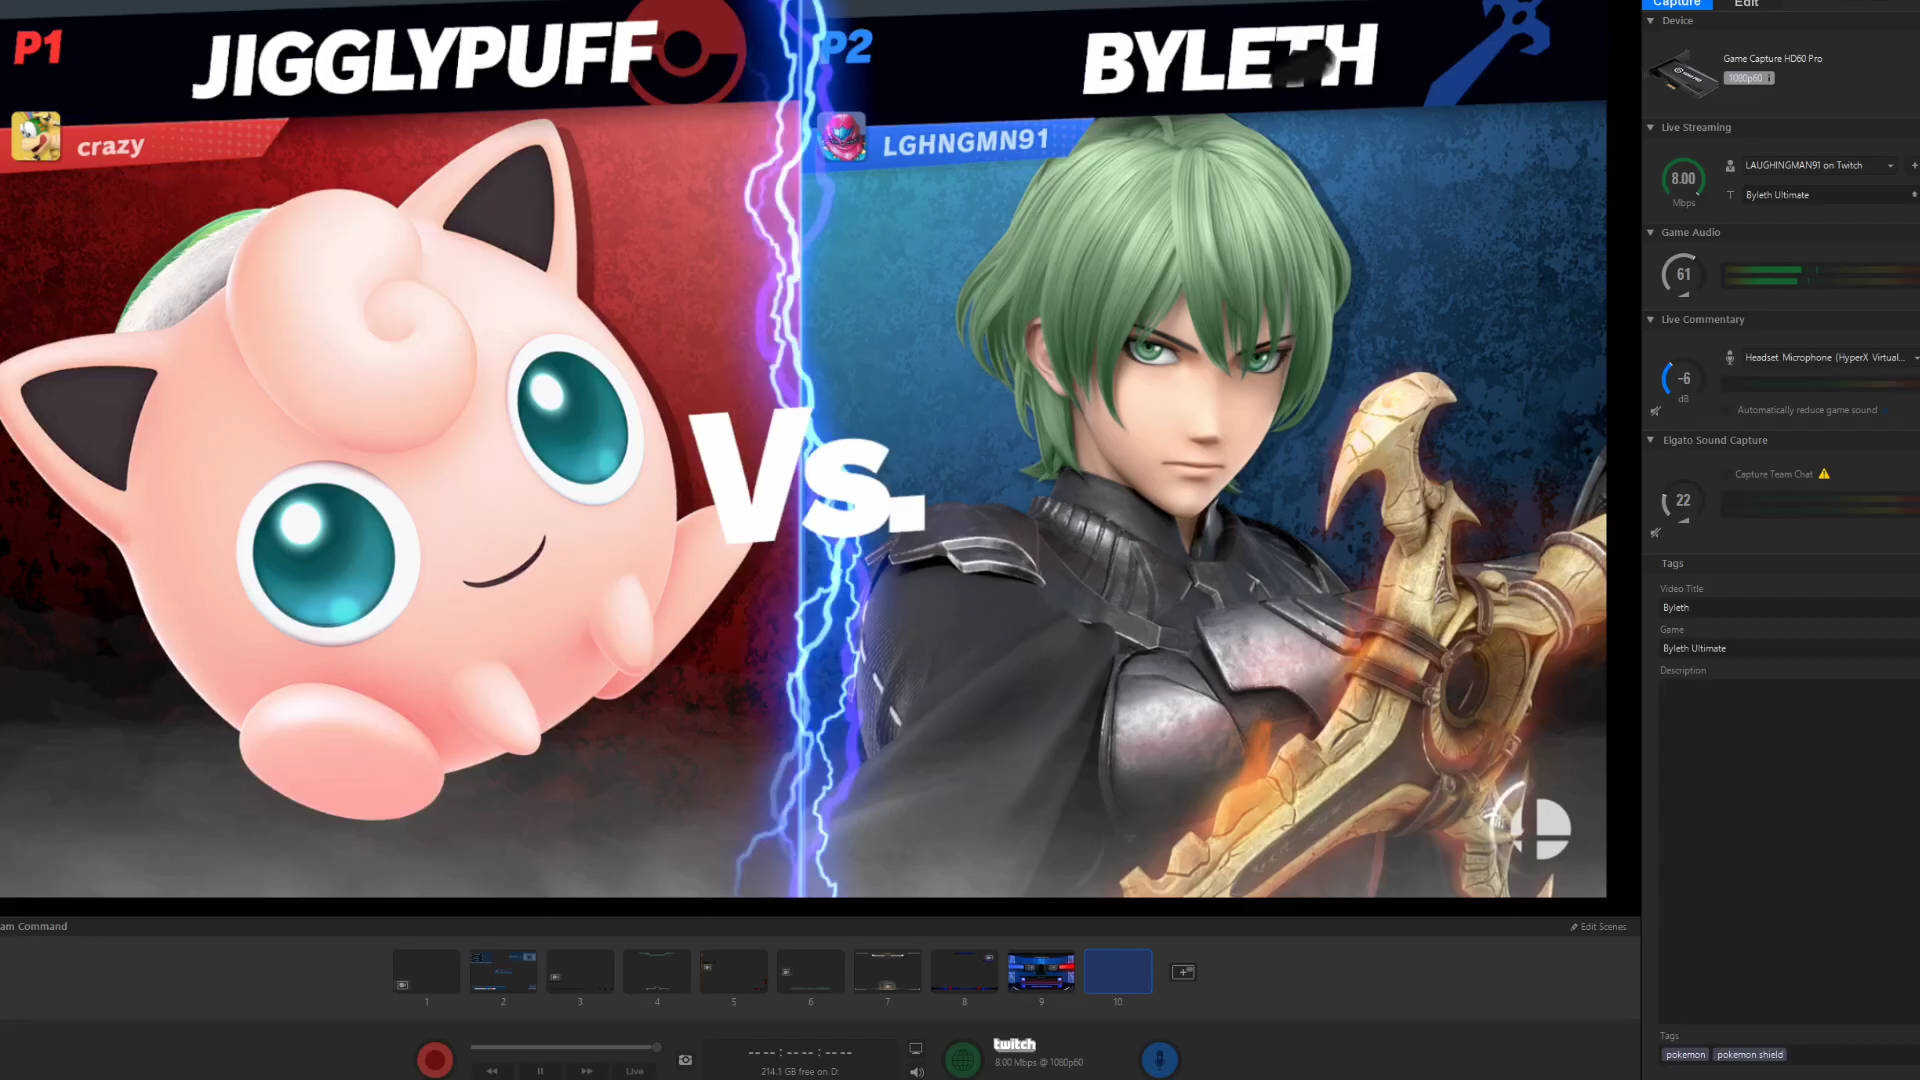 Capture Edit
P1 JIGGLYPUFF
P2 BYLETH
crazy
LGHNGMN91
Vs.
Device
Game Capture HD60 Pro
1080p60 i
Live Streaming
8.00
Mbps
LAUGHINGMAN91 on Twitch
Byleth Ultimate
Game Audio
61
Live Commentary
Headset Microphone (HyperX Virtual...
-6
dB
Automatically reduce game sound
Elgato Sound Capture
Capture Team Chat
22
Tags
Video Title
Byleth
Game
Byleth Ultimate
Description
Tags
pokemon pokemon shield
am Command
Edit Scenes
1 2 3 4 5 6 7 8 9 10
Live
---- : ---- : ----
214.1 GB free on D:
twitch
8.00 Mbps @ 1080p60